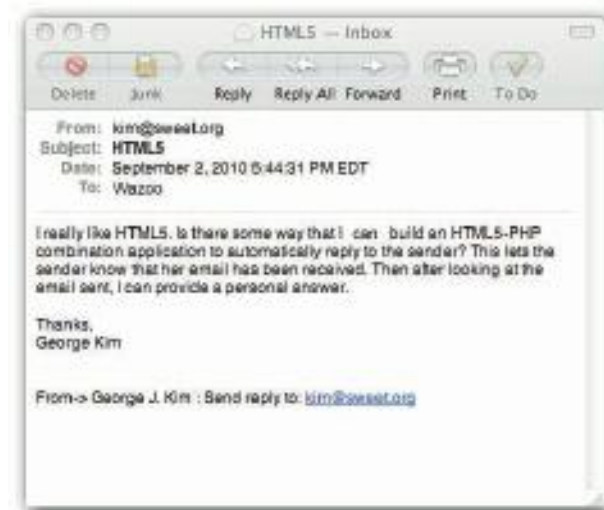 HTML5 — Inbox
Delete Junk Reply Reply All Forward Print To Do
From: kim@sweet.org
Subject: HTML5
Date: September 2, 2010 5:44:31 PM EDT
To: Wazoo
I really like HTML5. Is there some way that I can build an HTML5-PHP
combination application to automatically reply to the sender? This lets the
sender know that her email has been received. Then after looking at the
email sent, I can provide a personal answer.
Thanks,
George Kim
From-> George J. Kim : Send reply to: kim@sweet.org